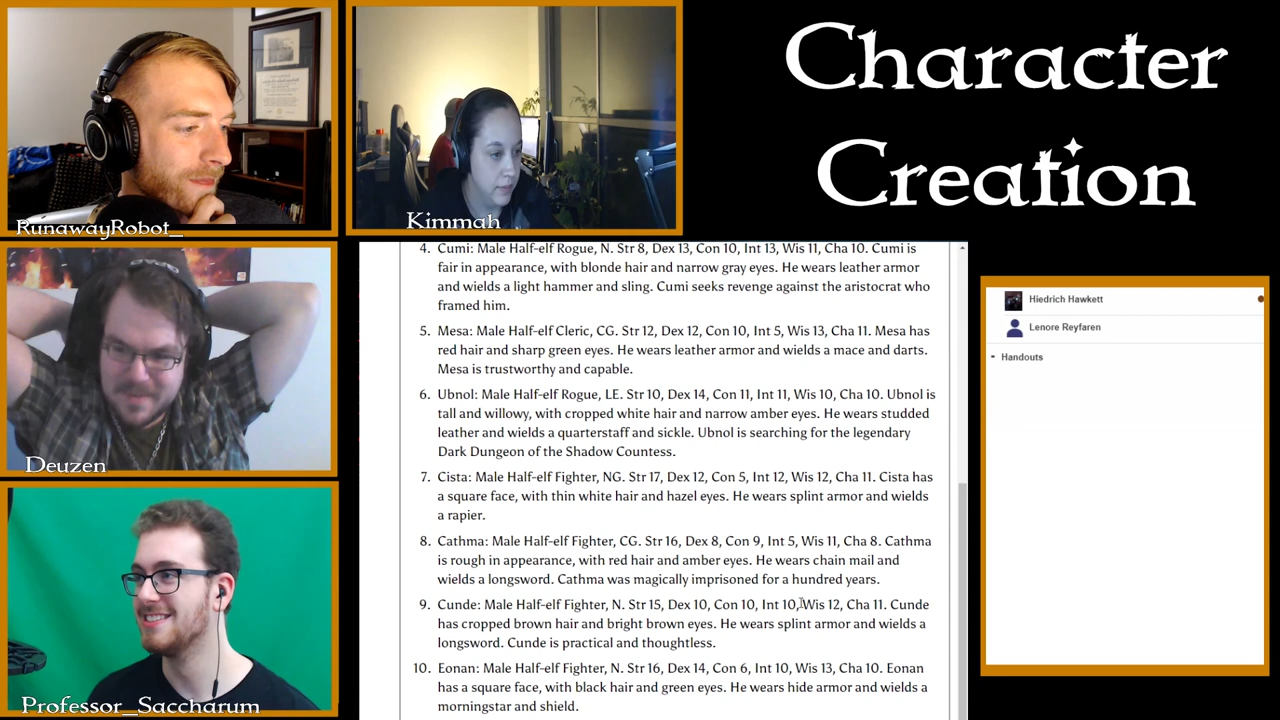 Character
Creation
RunawayRobot_
Kimmah
Deuzen
Professor_Saccharum
4. Cumi: Male Half-elf Rogue, N. Str 8, Dex 13, Con 10, Int 13, Wis 11, Cha 10. Cumi is
fair in appearance, with blonde hair and narrow gray eyes. He wears leather armor
and wields a light hammer and sling. Cumi seeks revenge against the aristocrat who
framed him.
5. Mesa: Male Half-elf Cleric, CG. Str 12, Dex 12, Con 10, Int 5, Wis 13, Cha 11. Mesa has
red hair and sharp green eyes. He wears leather armor and wields a mace and darts.
Mesa is trustworthy and capable.
6. Ubnol: Male Half-elf Rogue, LE. Str 10, Dex 14, Con 11, Int 11, Wis 10, Cha 10. Ubnol is
tall and willowy, with cropped white hair and narrow amber eyes. He wears studded
leather and wields a quarterstaff and sickle. Ubnol is searching for the legendary
Dark Dungeon of the Shadow Countess.
7. Cista: Male Half-elf Fighter, NG. Str 17, Dex 12, Con 5, Int 12, Wis 12, Cha 11. Cista has
a square face, with thin white hair and hazel eyes. He wears splint armor and wields
a rapier.
8. Cathma: Male Half-elf Fighter, CG. Str 16, Dex 8, Con 9, Int 5, Wis 11, Cha 8. Cathma
is rough in appearance, with red hair and amber eyes. He wears chain mail and
wields a longsword. Cathma was magically imprisoned for a hundred years.
9. Cunde: Male Half-elf Fighter, N. Str 15, Dex 10, Con 10, Int 10, Wis 12, Cha 11. Cunde
has cropped brown hair and bright brown eyes. He wears splint armor and wields a
longsword. Cunde is practical and thoughtless.
10. Eonan: Male Half-elf Fighter, N. Str 16, Dex 14, Con 6, Int 10, Wis 13, Cha 10. Eonan
has a square face, with black hair and green eyes. He wears hide armor and wields a
morningstar and shield.
Hiedrich Hawkett
Lenore Reyfaren
Handouts